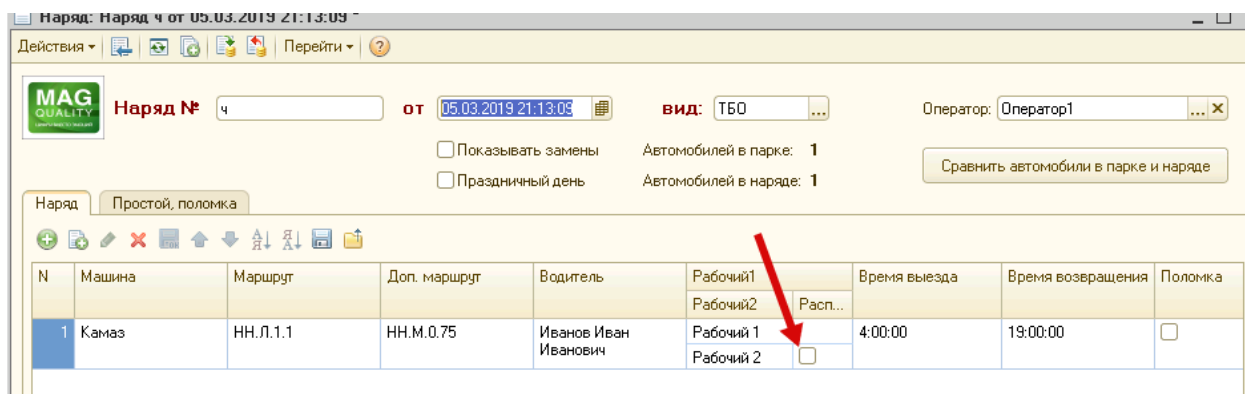 Наряд: Наряд ч от 05.03.2019 21:13:09 *
Действия Перейти
MAG QUALITY Наряд № ч от 05.03.2019 21:13:09 вид: ТБО ... Оператор: Оператор1 ... X
Показывать замены Автомобилей в парке: 1
Сравнить автомобили в парке и наряде
Праздничный день Автомобилей в наряде: 1
Наряд Простой, поломка
N Машина Маршрут Доп. маршрут Водитель Рабочий1 Время выезда Время возвращения Поломка
Рабочий2 Расп...
1 Камаз НН.Л.1.1 НН.М.0.75 Иванов Иван Рабочий 1 4:00:00 19:00:00
Иванович Рабочий 2